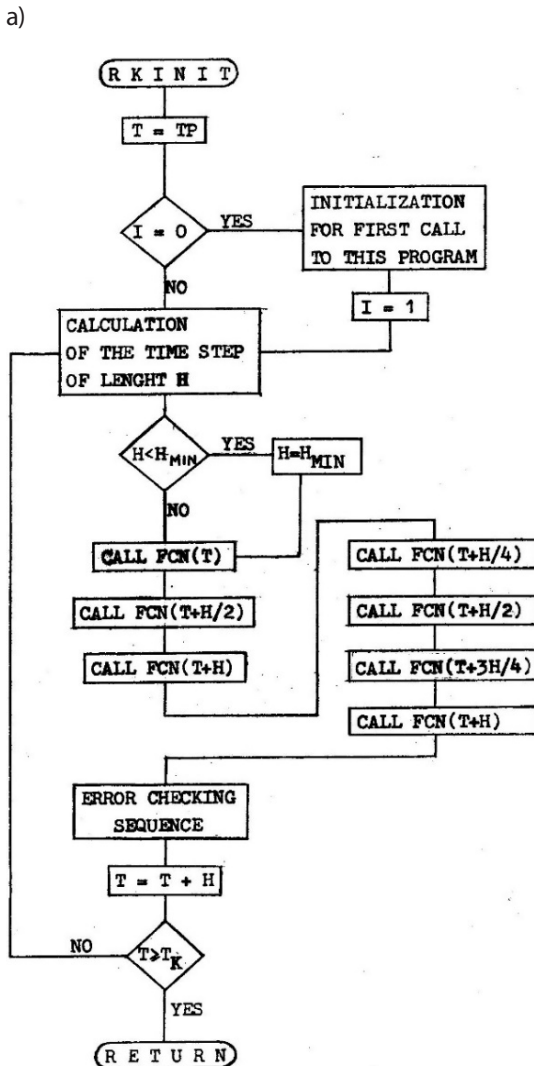 a)
R K I N I T
T = TP
I = 0
YES
INITIALIZATION
FOR FIRST CALL
TO THIS PROGRAM
NO
I = 1
CALCULATION
OF THE TIME STEP
OF LENGHT H
H<HMIN
YES
H=HMIN
NO
CALL FCN(T)
CALL FCN(T+H/2)
CALL FCN(T+H)
CALL FCN(T+H/4)
CALL FCN(T+H/2)
CALL FCN(T+3H/4)
CALL FCN(T+H)
ERROR CHECKING
SEQUENCE
T = T + H
NO
T≥TK
YES
R E T U R N